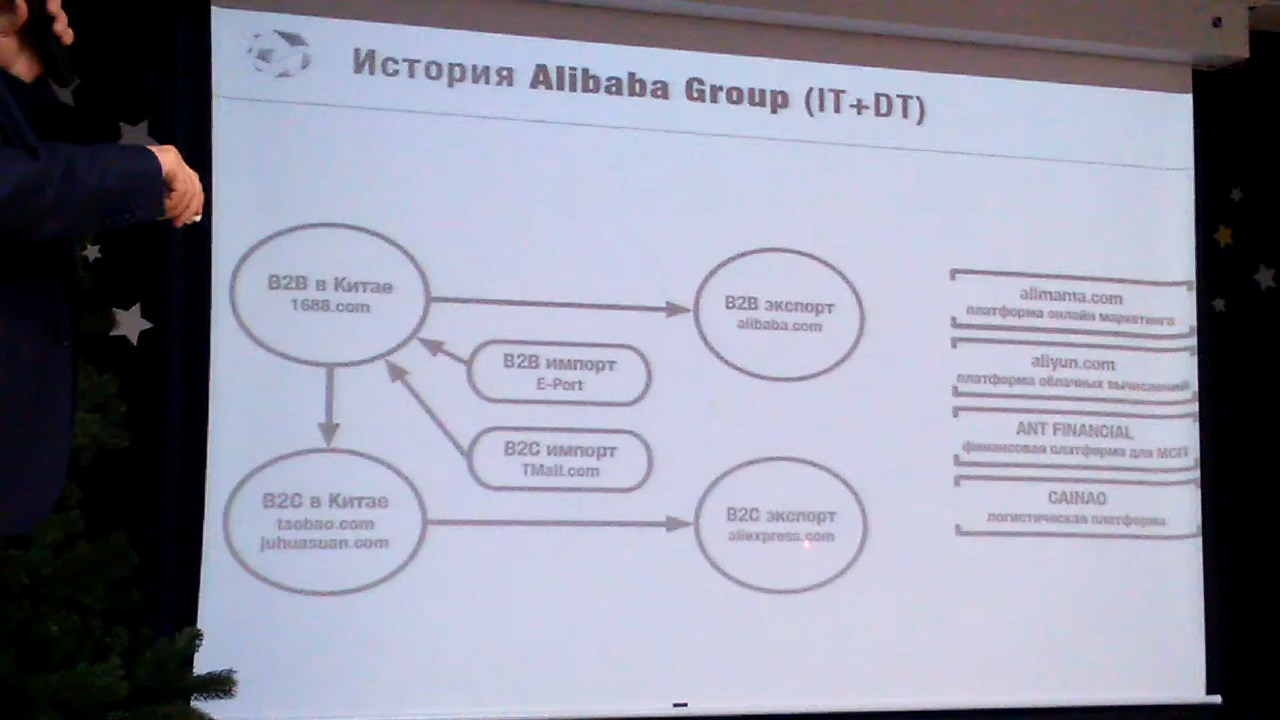 История Alibaba Group (IT+DT)
B2B в Китае
1688.com
B2B экспорт
alibaba.com
B2B импорт
E-Port
B2C импорт
TMall.com
B2C в Китае
taobao.com
juhuasuan.com
B2C экспорт
aliexpress.com
alimama.com
платформа онлайн маркетинга
aliyun.com
платформа облачных вычислений
ANT FINANCIAL
финансовая платформа для МСП
CAINAO
логистическая платформа